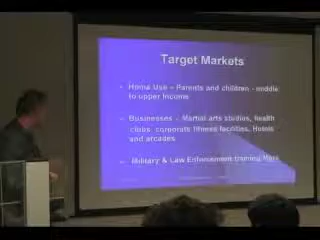 Target Markets
- Home Use - Parents and children - middle
to upper income
- Businesses - Martial arts studios, health
clubs, corporate fitness facilities, Hotels
and arcades
- Military & Law Enforcement training